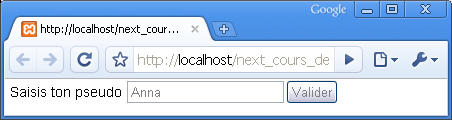 Google
http://localhost/next_cour...
http://localhost/next_cours_de
Saisis ton pseudo Anna Valider